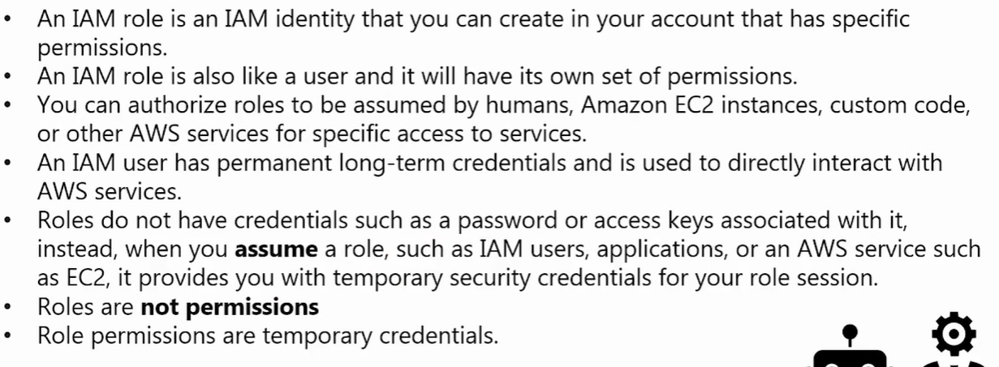 • An IAM role is an IAM identity that you can create in your account that has specific
permissions.
• An IAM role is also like a user and it will have its own set of permissions.
• You can authorize roles to be assumed by humans, Amazon EC2 instances, custom code,
or other AWS services for specific access to services.
• An IAM user has permanent long-term credentials and is used to directly interact with
AWS services.
• Roles do not have credentials such as a password or access keys associated with it,
instead, when you assume a role, such as IAM users, applications, or an AWS service such
as EC2, it provides you with temporary security credentials for your role session.
• Roles are not permissions
• Role permissions are temporary credentials.